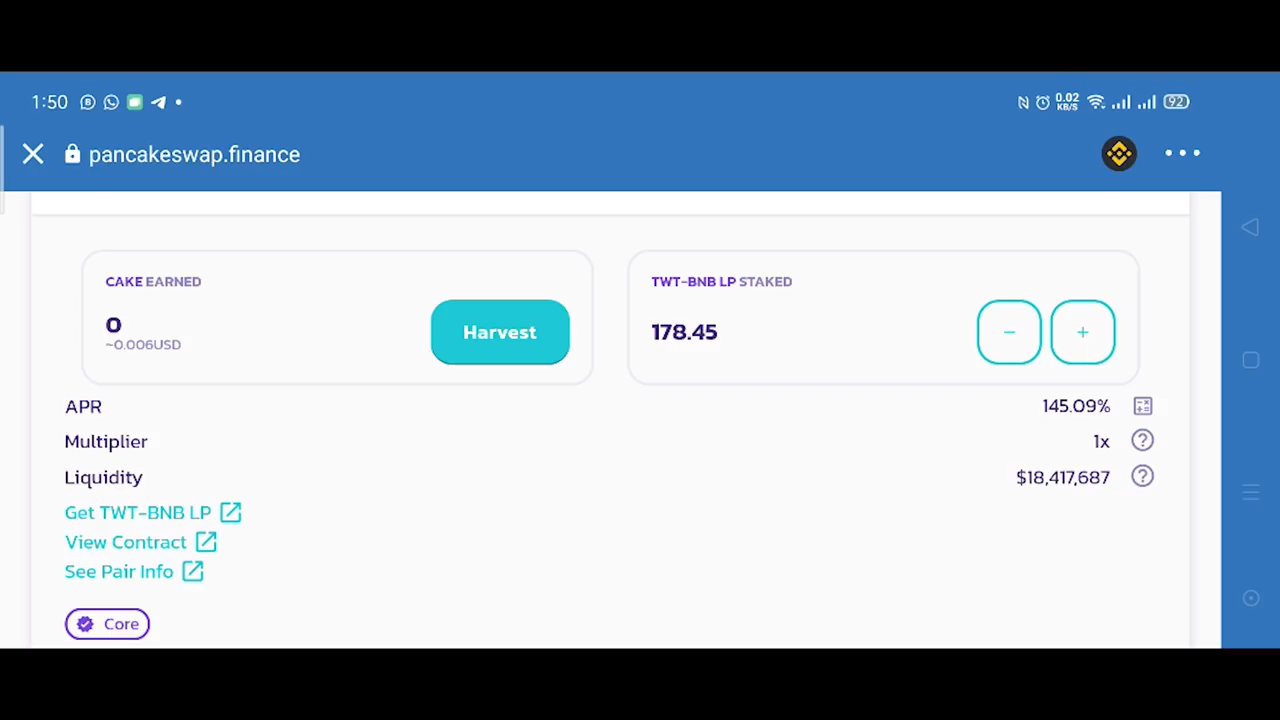 1:50 0.02 KB/S 92
pancakeswap.finance
CAKE EARNED
0
~0.006USD
Harvest
TWT-BNB LP STAKED
178.45
− +
APR 145.09%
Multiplier 1x
Liquidity $18,417,687
Get TWT-BNB LP
View Contract
See Pair Info
Core